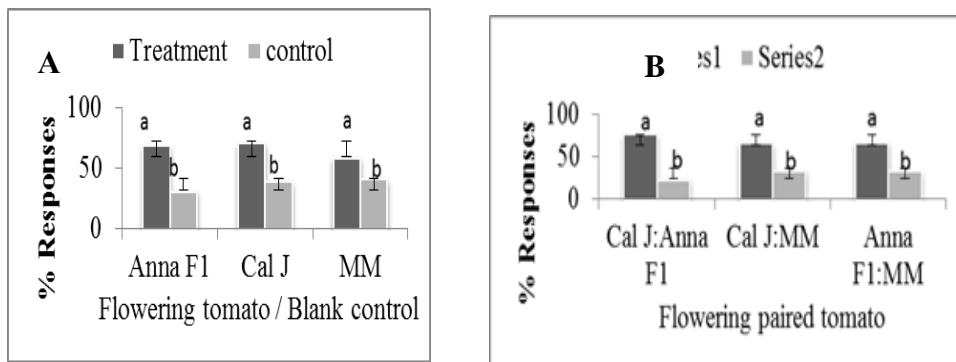 A
Treatment control
% Responses
100
50
0
a b a b a b
Anna F1 Cal J MM
Flowering tomato / Blank control
B
es1 Series2
% Responses
100
50
0
a b a b a b
Cal J:Anna F1 Cal J:MM Anna F1:MM
Flowering paired tomato